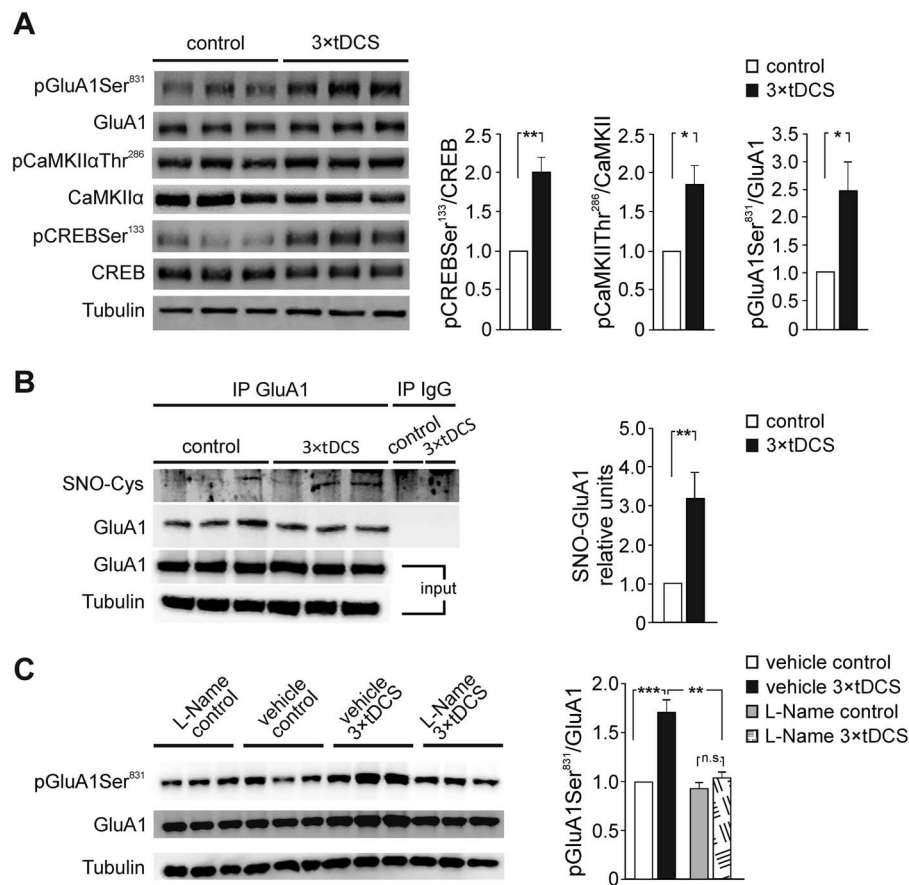 A
control 3×tDCS
pGluA1Ser831
GluA1
pCaMKIIαThr286
CaMKIIα
pCREBSer133
CREB
Tubulin
control
3×tDCS
pCREBSer133/CREB
2.5
2.0
1.5
1.0
0.5
0
**
pCaMKIIThr286/CaMKII
2.5
2.0
1.5
1.0
0.5
0
*
pGluA1Ser831/GluA1
3.5
3.0
2.5
2.0
1.5
1.0
0.5
0
*
B
IP GluA1 IP IgG
control 3×tDCS control 3×tDCS
SNO-Cys
GluA1
GluA1
Tubulin
input
control
3×tDCS
SNO-GluA1
relative units
5.0
4.0
3.0
2.0
1.0
0
**
C
L-Name
control
vehicle
control
vehicle
3×tDCS
L-Name
3×tDCS
pGluA1Ser831
GluA1
Tubulin
vehicle control
vehicle 3×tDCS
L-Name control
L-Name 3×tDCS
pGluA1Ser831/GluA1
2.0
1.5
1.0
0.5
0
*** **
n.s.